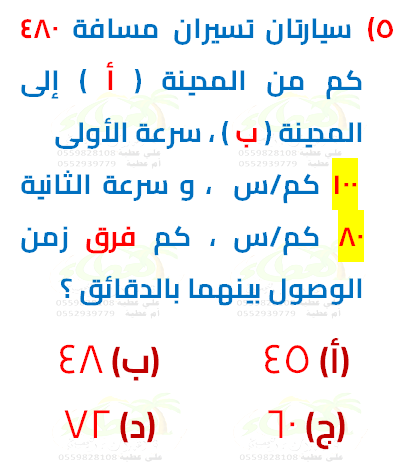 ٥) سيارتان تسيران مسافة ٤٨٠
كم من المدينة ( أ ) إلى
المدينة ( ب ) ، سرعة الأولى
١٠٠ كم/س ، و سرعة الثانية
٨٠ كم/س ، كم فرق زمن
الوصول بينهما بالدقائق ؟
(أ) ٤٥ (ب) ٤٨
(ج) ٦٠ (د) ٧٢